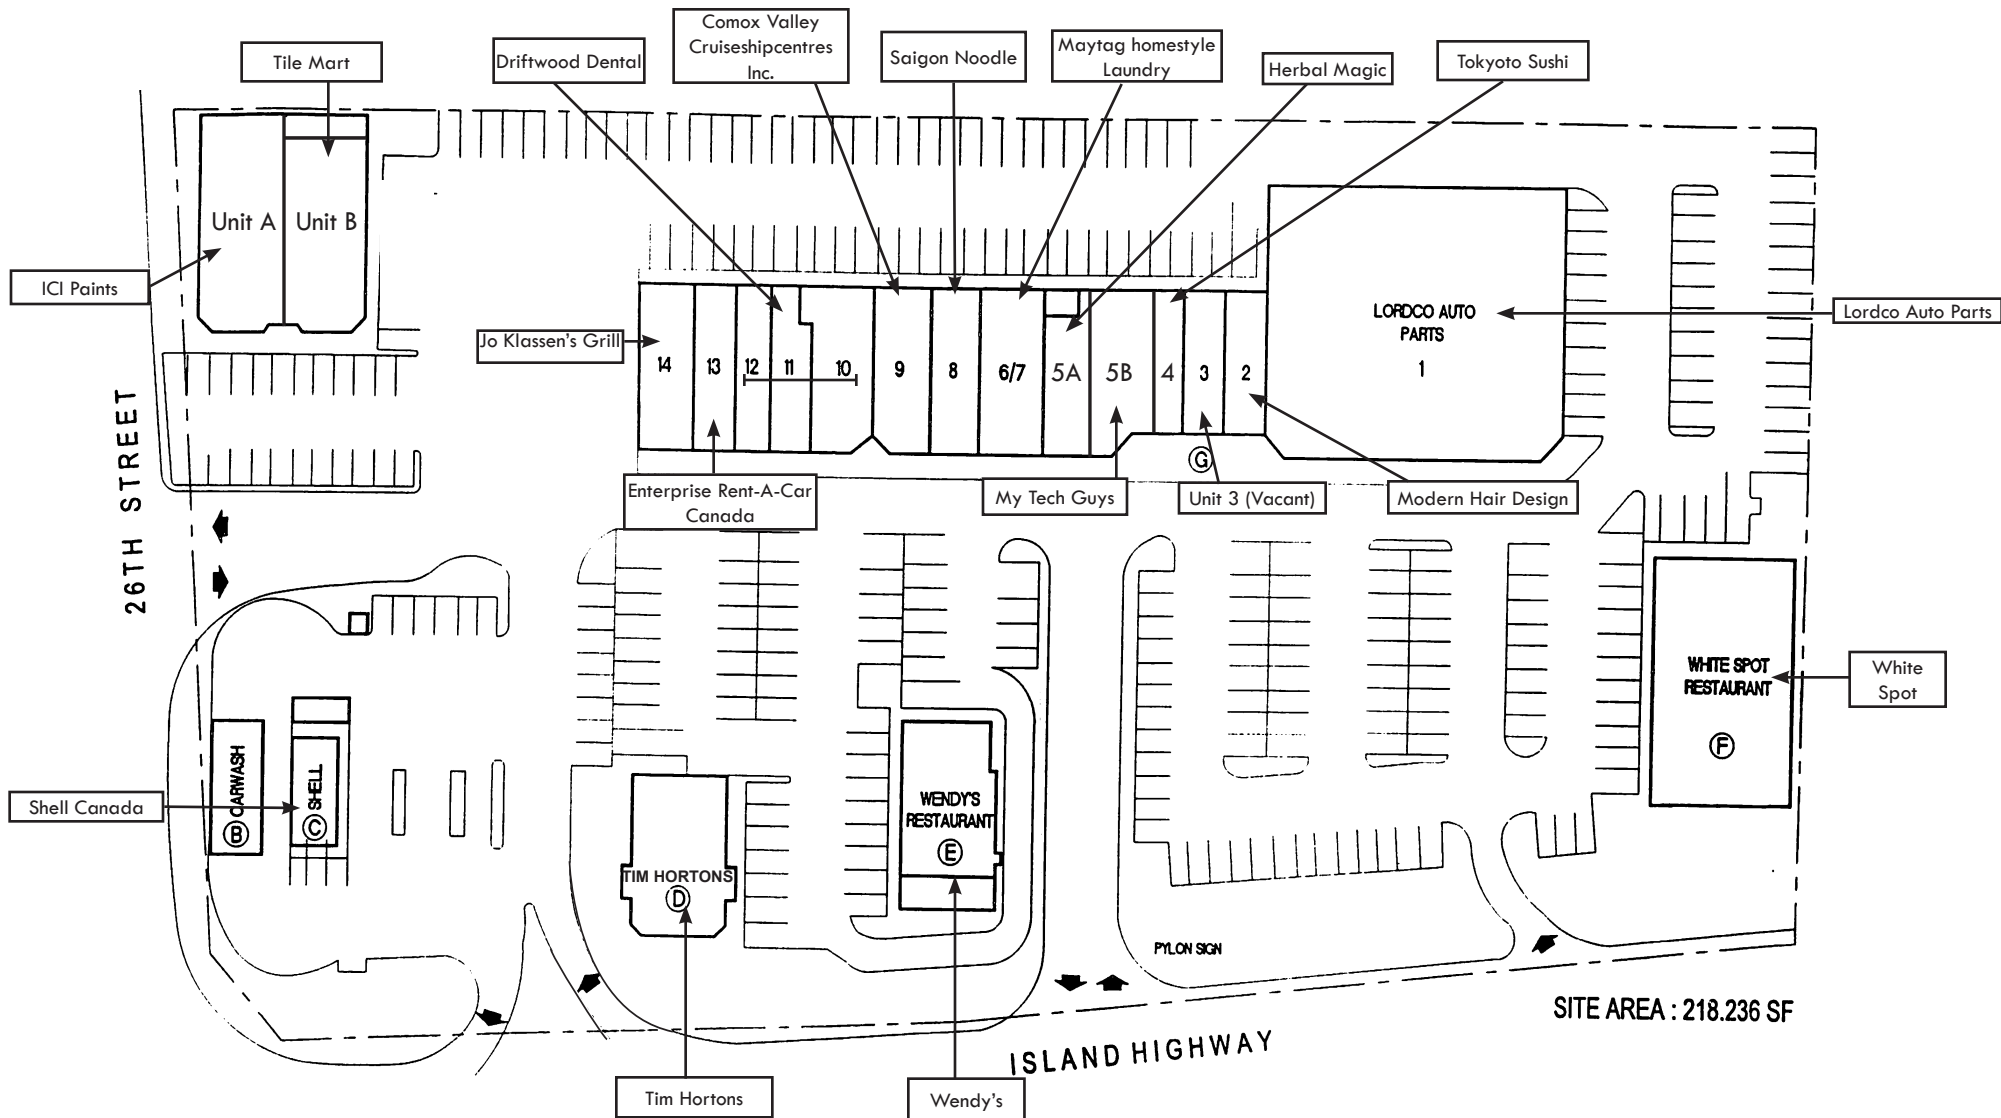 Comox Valley
Cruiseshipcentres
Inc.
Tile Mart
Driftwood Dental
Saigon Noodle
Maytag homestyle
Laundry
Herbal Magic
Tokyoto Sushi
Unit A
Unit B
ICI Paints
LORDCO AUTO
PARTS
1
Lordco Auto Parts
Jo Klassen's Grill
14
13
12
11
10
9
8
6/7
5A
5B
4
3
2
G
Enterprise Rent-A-Car
Canada
My Tech Guys
Unit 3 (Vacant)
Modern Hair Design
26TH STREET
WHITE SPOT
RESTAURANT
F
White
Spot
Shell Canada
B CARWASH
C SHELL
WENDY'S
RESTAURANT
E
TIM HORTONS
D
PYLON SIGN
SITE AREA : 218.236 SF
ISLAND HIGHWAY
Tim Hortons
Wendy's